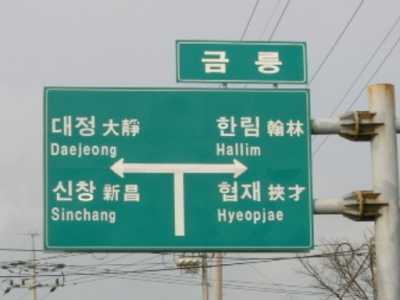 금릉
대정 大靜
Daejeong
한림 翰林
Hallim
신창 新昌
Sinchang
협재 挾才
Hyeopjae